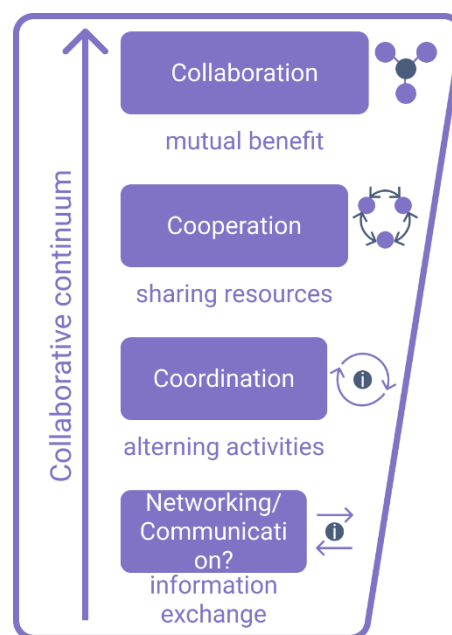 Collaborative continuum
Collaboration
mutual benefit
Cooperation
sharing resources
Coordination
alterning activities
Networking/
Communicati
on?
information
exchange
i
i